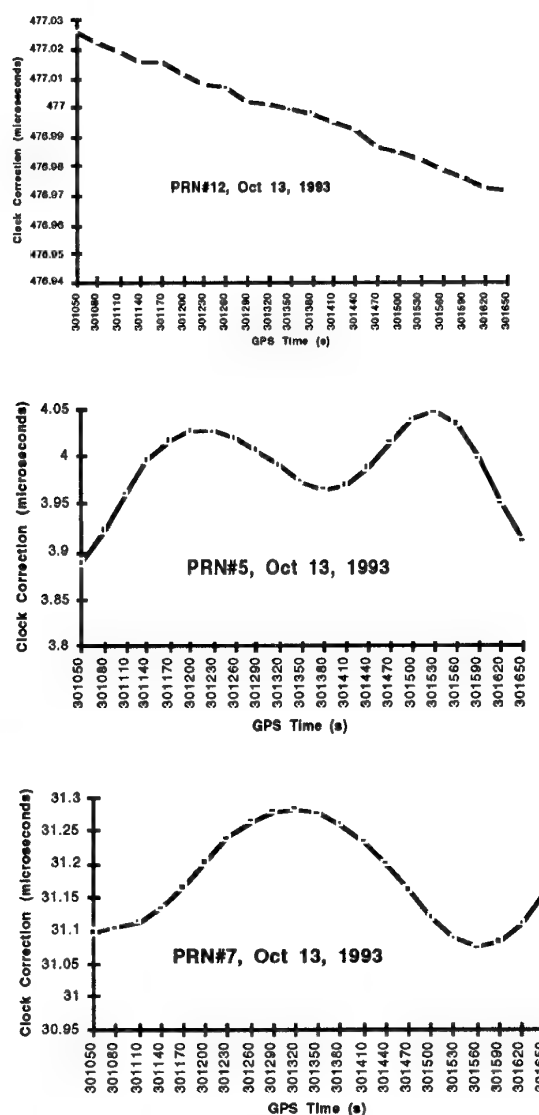 477.03
477.02
477.01
477
476.99
476.98
476.97
476.96
476.95
476.94
Clock Correction (microseconds)
PRN#12, Oct 13, 1993
301050 301080 301110 301140 301170 301200 301230 301260 301290 301320 301350 301380 301410 301440 301470 301500 301530 301560 301590 301620 301650
GPS Time (s)
4.05
4
3.95
3.9
3.85
3.8
Clock Correction (microseconds)
PRN#5, Oct 13, 1993
301050 301080 301110 301140 301170 301200 301230 301260 301290 301320 301350 301380 301410 301440 301470 301500 301530 301560 301590 301620 301650
GPS Time (s)
31.3
31.25
31.2
31.15
31.1
31.05
31
30.95
Clock Correction (microseconds)
PRN#7, Oct 13, 1993
301050 301080 301110 301140 301170 301200 301230 301260 301290 301320 301350 301380 301410 301440 301470 301500 301530 301560 301590 301620 301650
GPS Time (s)